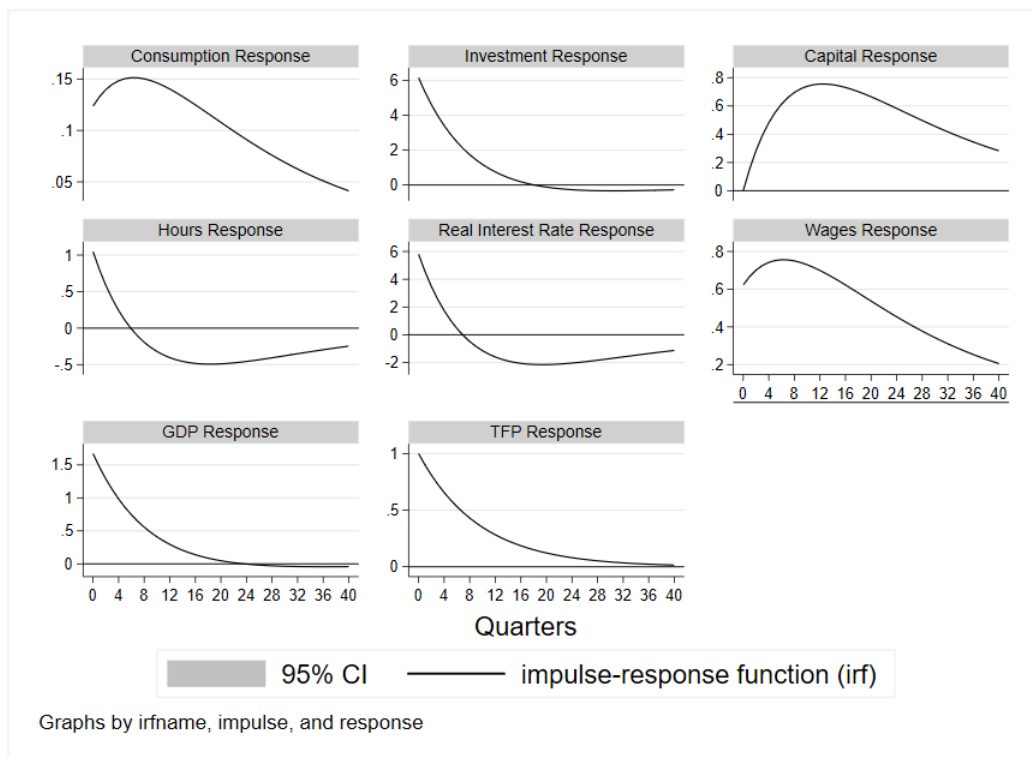 Consumption Response
.15
.1
.05
Investment Response
6
4
2
0
Capital Response
.8
.6
.4
.2
0
Hours Response
1
.5
0
-.5
Real Interest Rate Response
6
4
2
0
-2
Wages Response
.8
.6
.4
.2
0 4 8 12 16 20 24 28 32 36 40
GDP Response
1.5
1
.5
0
0 4 8 12 16 20 24 28 32 36 40
TFP Response
1
.5
0
0 4 8 12 16 20 24 28 32 36 40
Quarters
95% CI impulse-response function (irf)
Graphs by irfname, impulse, and response